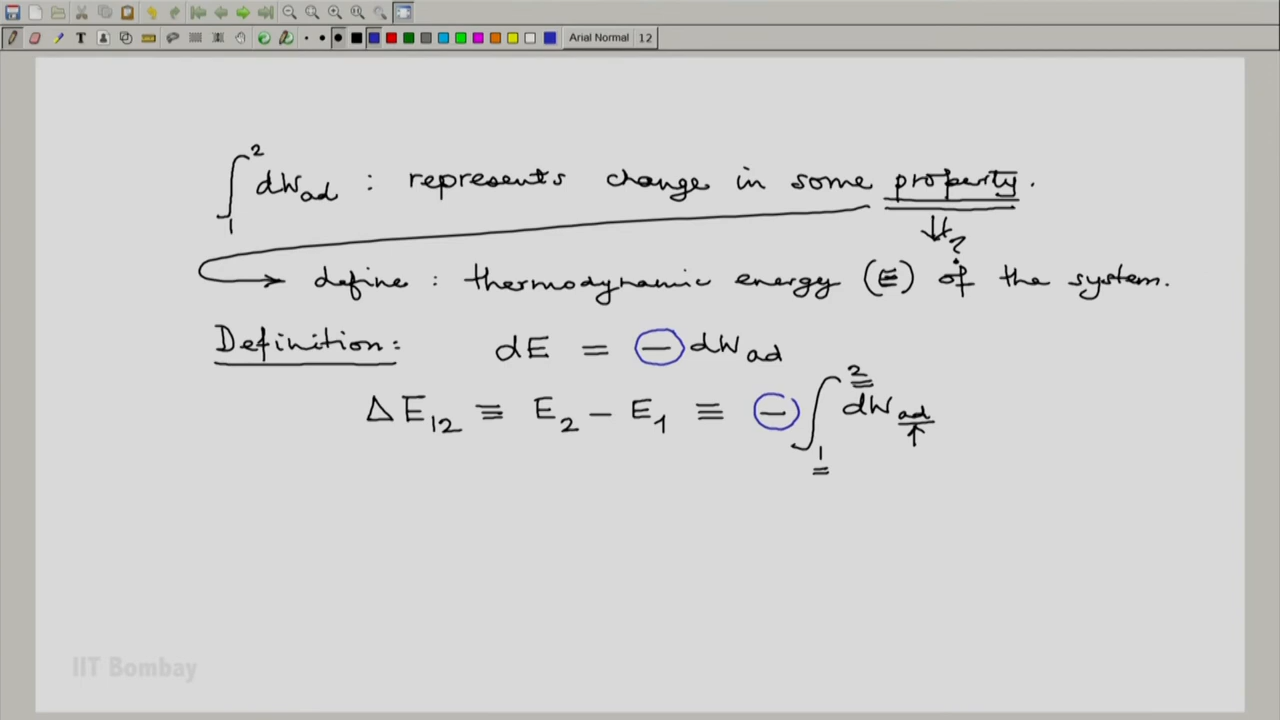 Arial Normal 12
∫₁² dW_ad : represents change in some property.
?
define : thermodynamic energy (E) of the system.
Definition: dE = − dW_ad
Δ E₁₂ ≡ E₂ − E₁ ≡ − ∫₁² dW_ad
IIT Bombay